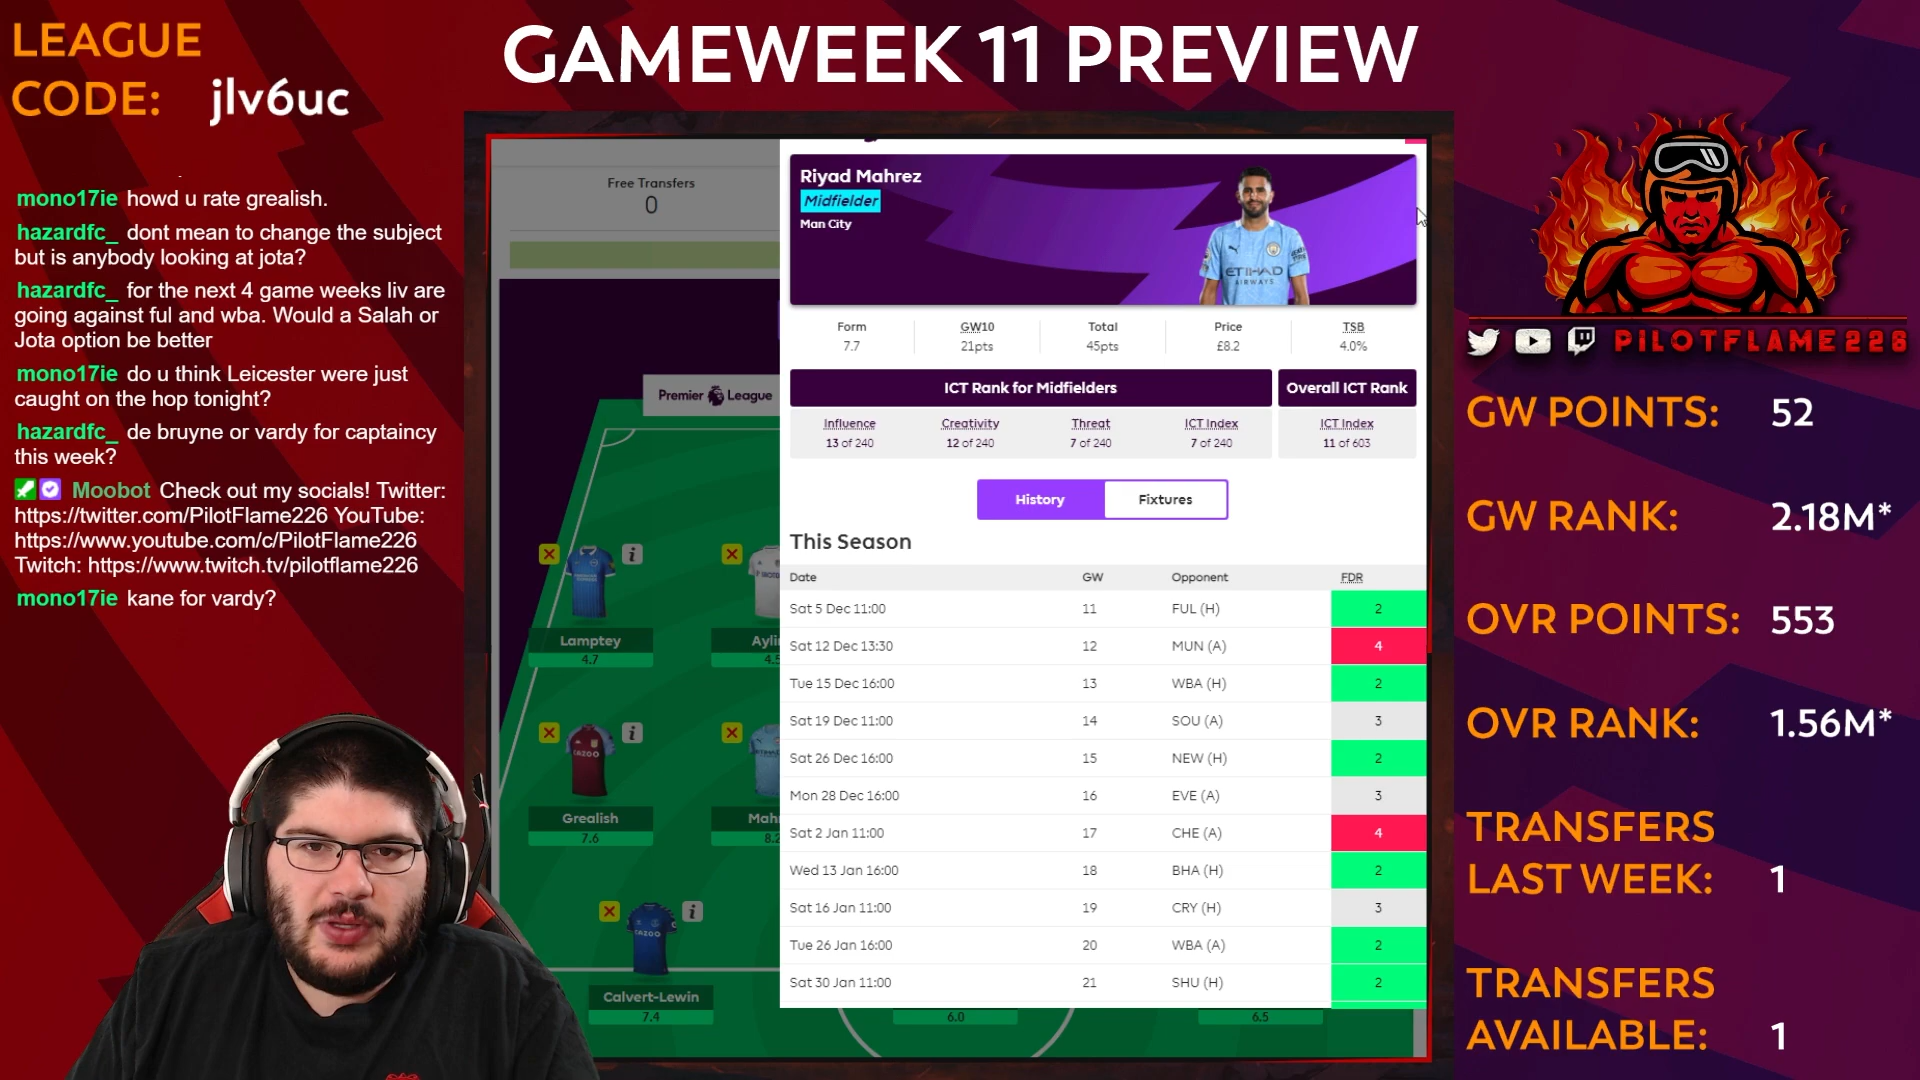 LEAGUE
CODE: jlv6uc
GAMEWEEK 11 PREVIEW
mono17ie howd u rate grealish.
hazardfc_ dont mean to change the subject
but is anybody looking at jota?
hazardfc_ for the next 4 game weeks liv are
going against ful and wba. Would a Salah or
Jota option be better
mono17ie do u think Leicester were just
caught on the hop tonight?
hazardfc_ de bruyne or vardy for captaincy
this week?
Moobot Check out my socials! Twitter:
https://twitter.com/PilotFlame226 YouTube:
https://www.youtube.com/c/PilotFlame226
Twitch: https://www.twitch.tv/pilotflame226
mono17ie kane for vardy?
Free Transfers
0
Premier League
Lamptey
4.7
Aylin
4.5
Grealish
7.6
Mahr
8.2
CAZOO
Calvert-Lewin
7.4
CAZOO
6.0
6.5
Riyad Mahrez
Midfielder
Man City
ETIHAD
AIRWAYS
Form GW10 Total Price TSB
7.7 21pts 45pts £8.2 4.0%
ICT Rank for Midfielders Overall ICT Rank
Influence Creativity Threat ICT Index ICT Index
13 of 240 12 of 240 7 of 240 7 of 240 11 of 603
History Fixtures
This Season
Date GW Opponent FDR
Sat 5 Dec 11:00 11 FUL (H) 2
Sat 12 Dec 13:30 12 MUN (A) 4
Tue 15 Dec 16:00 13 WBA (H) 2
Sat 19 Dec 11:00 14 SOU (A) 3
Sat 26 Dec 16:00 15 NEW (H) 2
Mon 28 Dec 16:00 16 EVE (A) 3
Sat 2 Jan 11:00 17 CHE (A) 4
Wed 13 Jan 16:00 18 BHA (H) 2
Sat 16 Jan 11:00 19 CRY (H) 3
Tue 26 Jan 16:00 20 WBA (A) 2
Sat 30 Jan 11:00 21 SHU (H) 2
PILOTFLAME226
GW POINTS: 52
GW RANK: 2.18M*
OVR POINTS: 553
OVR RANK: 1.56M*
TRANSFERS
LAST WEEK: 1
TRANSFERS
AVAILABLE: 1